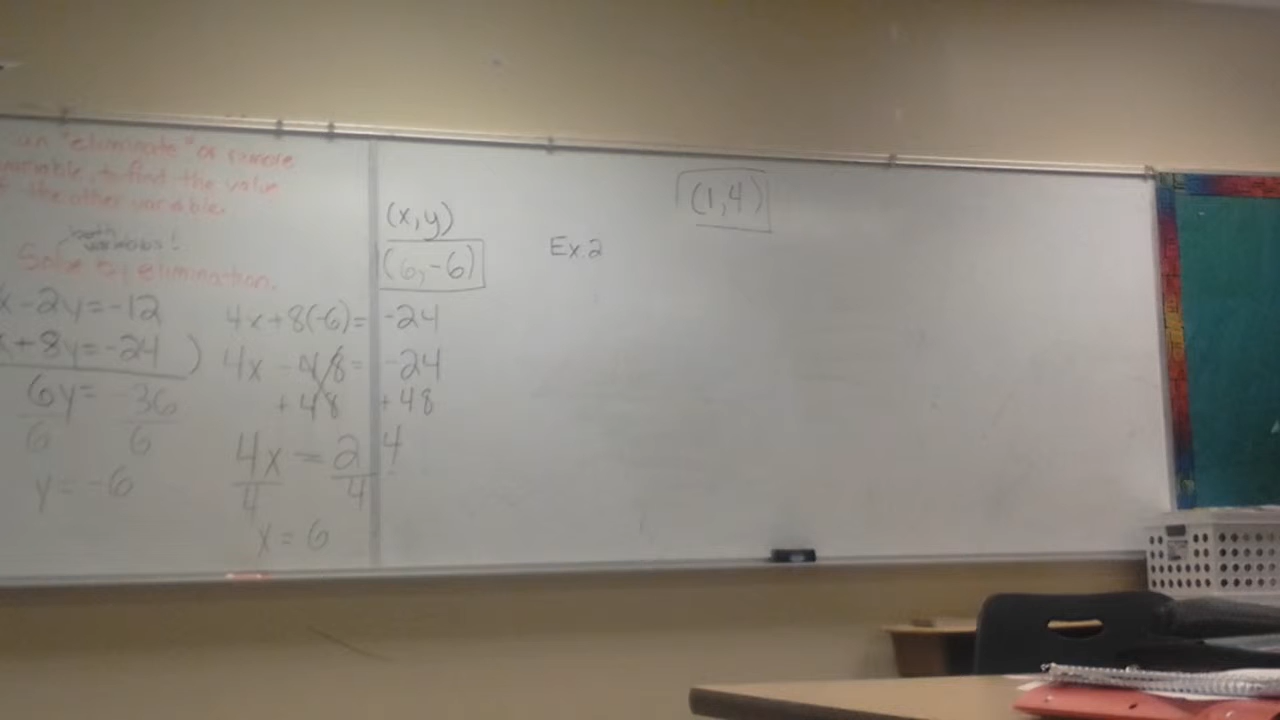 an "eliminate" or remove
variable, to find the value
the other variable.
both
variables!
Solve by elimination.
x-2y=-12
x+8y=-24)
6y= -36
6 6
y=-6
4x+8(-6)=-24
4x-48=-24
+48 +48
4x=24
4 4
x=6
(x,y)
(6,-6)
Ex.2
(1,4)